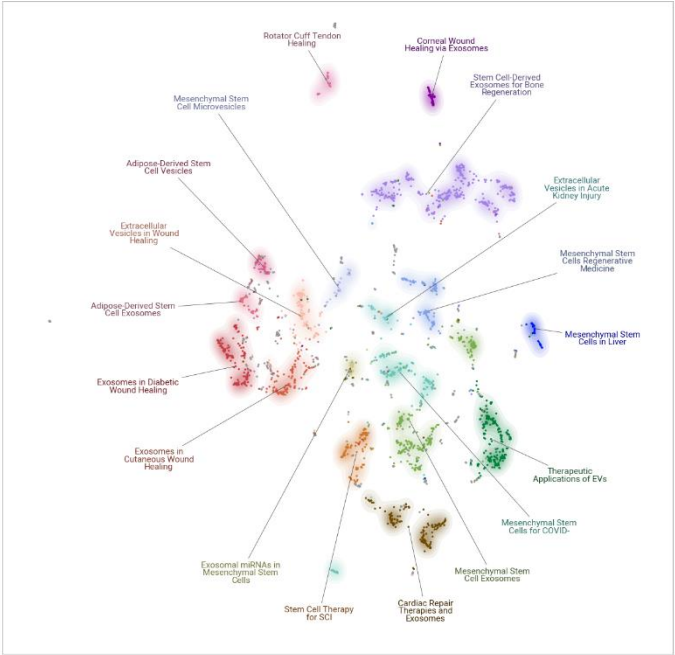 Rotator Cuff Tendon
Healing
Corneal Wound
Healing via Exosomes
Stem Cell-Derived
Exosomes for Bone
Regeneration
Mesenchymal Stem
Cell Microvesicles
Adipose-Derived Stem
Cell Vesicles
Extracellular
Vesicles in Acute
Kidney Injury
Extracellular
Vesicles in Wound
Healing
Mesenchymal Stem
Cells Regenerative
Medicine
Adipose-Derived Stem
Cell Exosomes
Mesenchymal Stem
Cells in Liver
Exosomes in Diabetic
Wound Healing
Exosomes in
Cutaneous Wound
Healing
Therapeutic
Applications of EVs
Mesenchymal Stem
Cells for COVID-
Exosomal miRNAs in
Mesenchymal Stem
Cells
Mesenchymal Stem
Cell Exosomes
Stem Cell Therapy
for SCI
Cardiac Repair
Therapies and
Exosomes